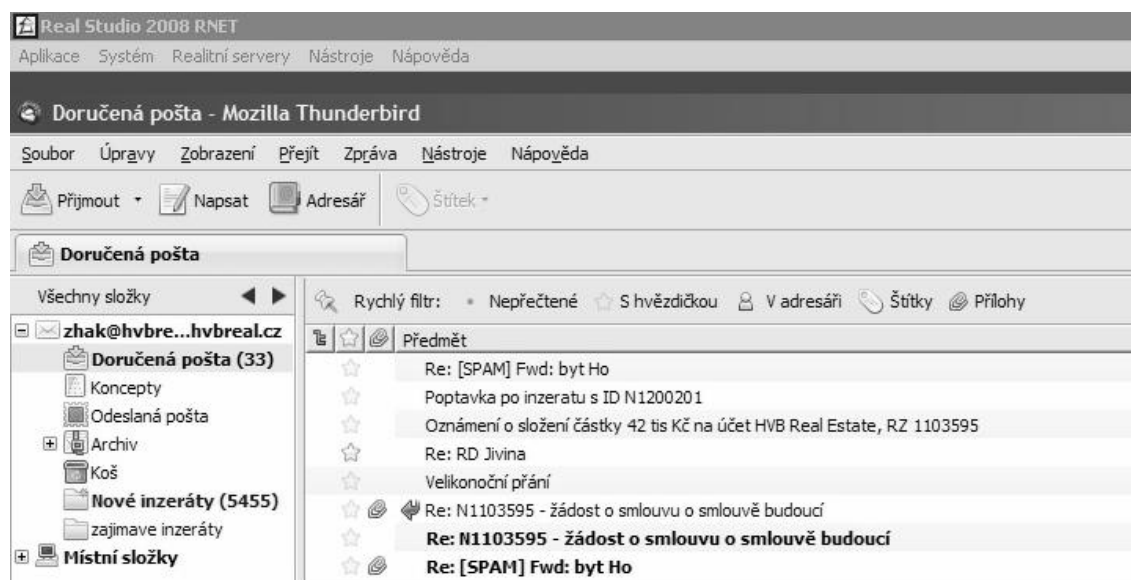 Real Studio 2008 RNET
Aplikace Systém Realitní servery Nástroje Nápověda
Doručená pošta - Mozilla Thunderbird
Soubor Úpravy Zobrazení Přejít Zpráva Nástroje Nápověda
Přijmout Napsat Adresář Štítek
Doručená pošta
Všechny složky
zhak@hvbre...hvbreal.cz
Doručená pošta (33)
Koncepty
Odeslaná pošta
Archiv
Koš
Nové inzeráty (5455)
zajimave inzeráty
Místní složky
Rychlý filtr: Nepřečtené S hvězdičkou V adresáři Štítky Přílohy
Předmět
Re: [SPAM] Fwd: byt Ho
Poptavka po inzeratu s ID N1200201
Oznámení o složení částky 42 tis Kč na účet HVB Real Estate, RZ 1103595
Re: RD Jivina
Velikonoční přání
Re: N1103595 - žádost o smlouvu o smlouvě budoucí
Re: N1103595 - žádost o smlouvu o smlouvě budoucí
Re: [SPAM] Fwd: byt Ho